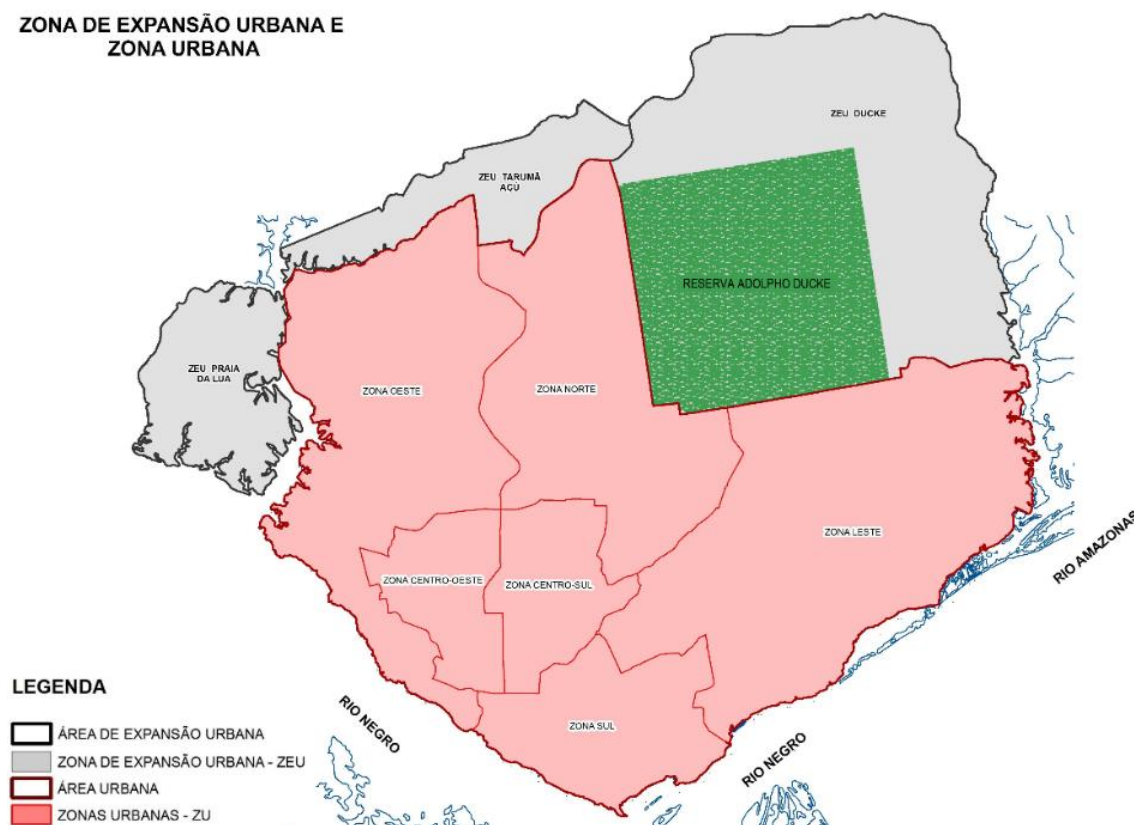 ZONA DE EXPANSÃO URBANA E
ZONA URBANA
ZEU DUCKE
ZEU TARUMÃ
AÇÚ
RESERVA ADOLPHO DUCKE
ZEU PRAIA
DA LUA
ZONA OESTE
ZONA NORTE
ZONA LESTE
ZONA CENTRO-OESTE
ZONA CENTRO-SUL
RIO AMAZONAS
ZONA SUL
RIO NEGRO
RIO NEGRO
LEGENDA
ÁREA DE EXPANSÃO URBANA
ZONA DE EXPANSÃO URBANA - ZEU
ÁREA URBANA
ZONAS URBANAS - ZU